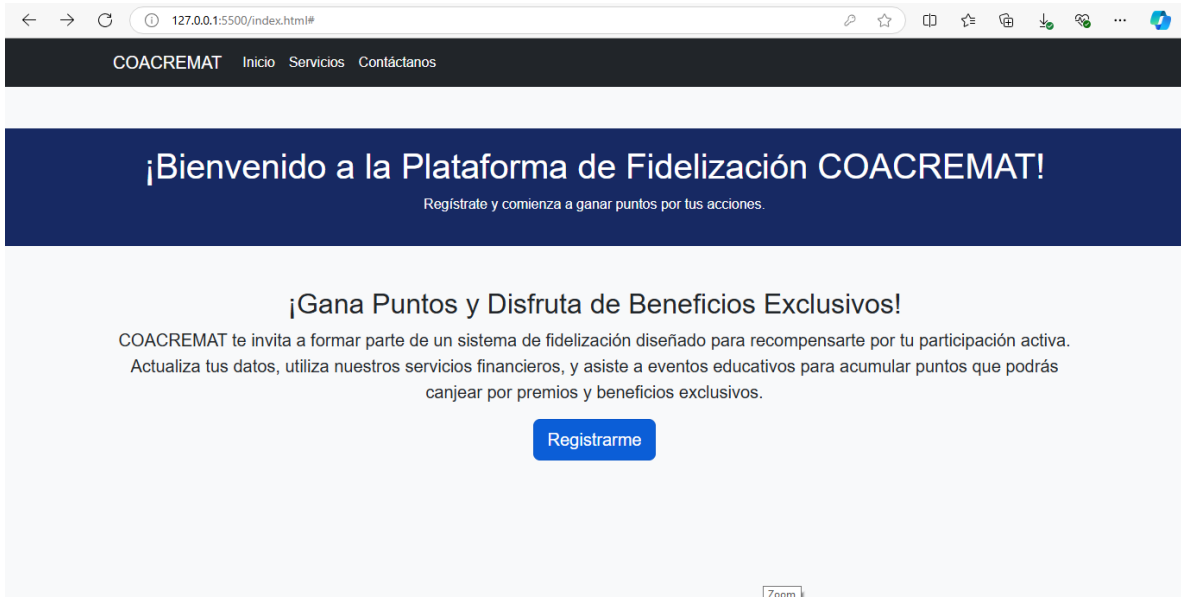 127.0.0.1:5500/index.html#
COACREMAT Inicio Servicios Contáctanos
¡Bienvenido a la Plataforma de Fidelización COACREMAT!
Regístrate y comienza a ganar puntos por tus acciones.
¡Gana Puntos y Disfruta de Beneficios Exclusivos!
COACREMAT te invita a formar parte de un sistema de fidelización diseñado para recompensarte por tu participación activa.
Actualiza tus datos, utiliza nuestros servicios financieros, y asiste a eventos educativos para acumular puntos que podrás
canjear por premios y beneficios exclusivos.
Registrarme
Zoom